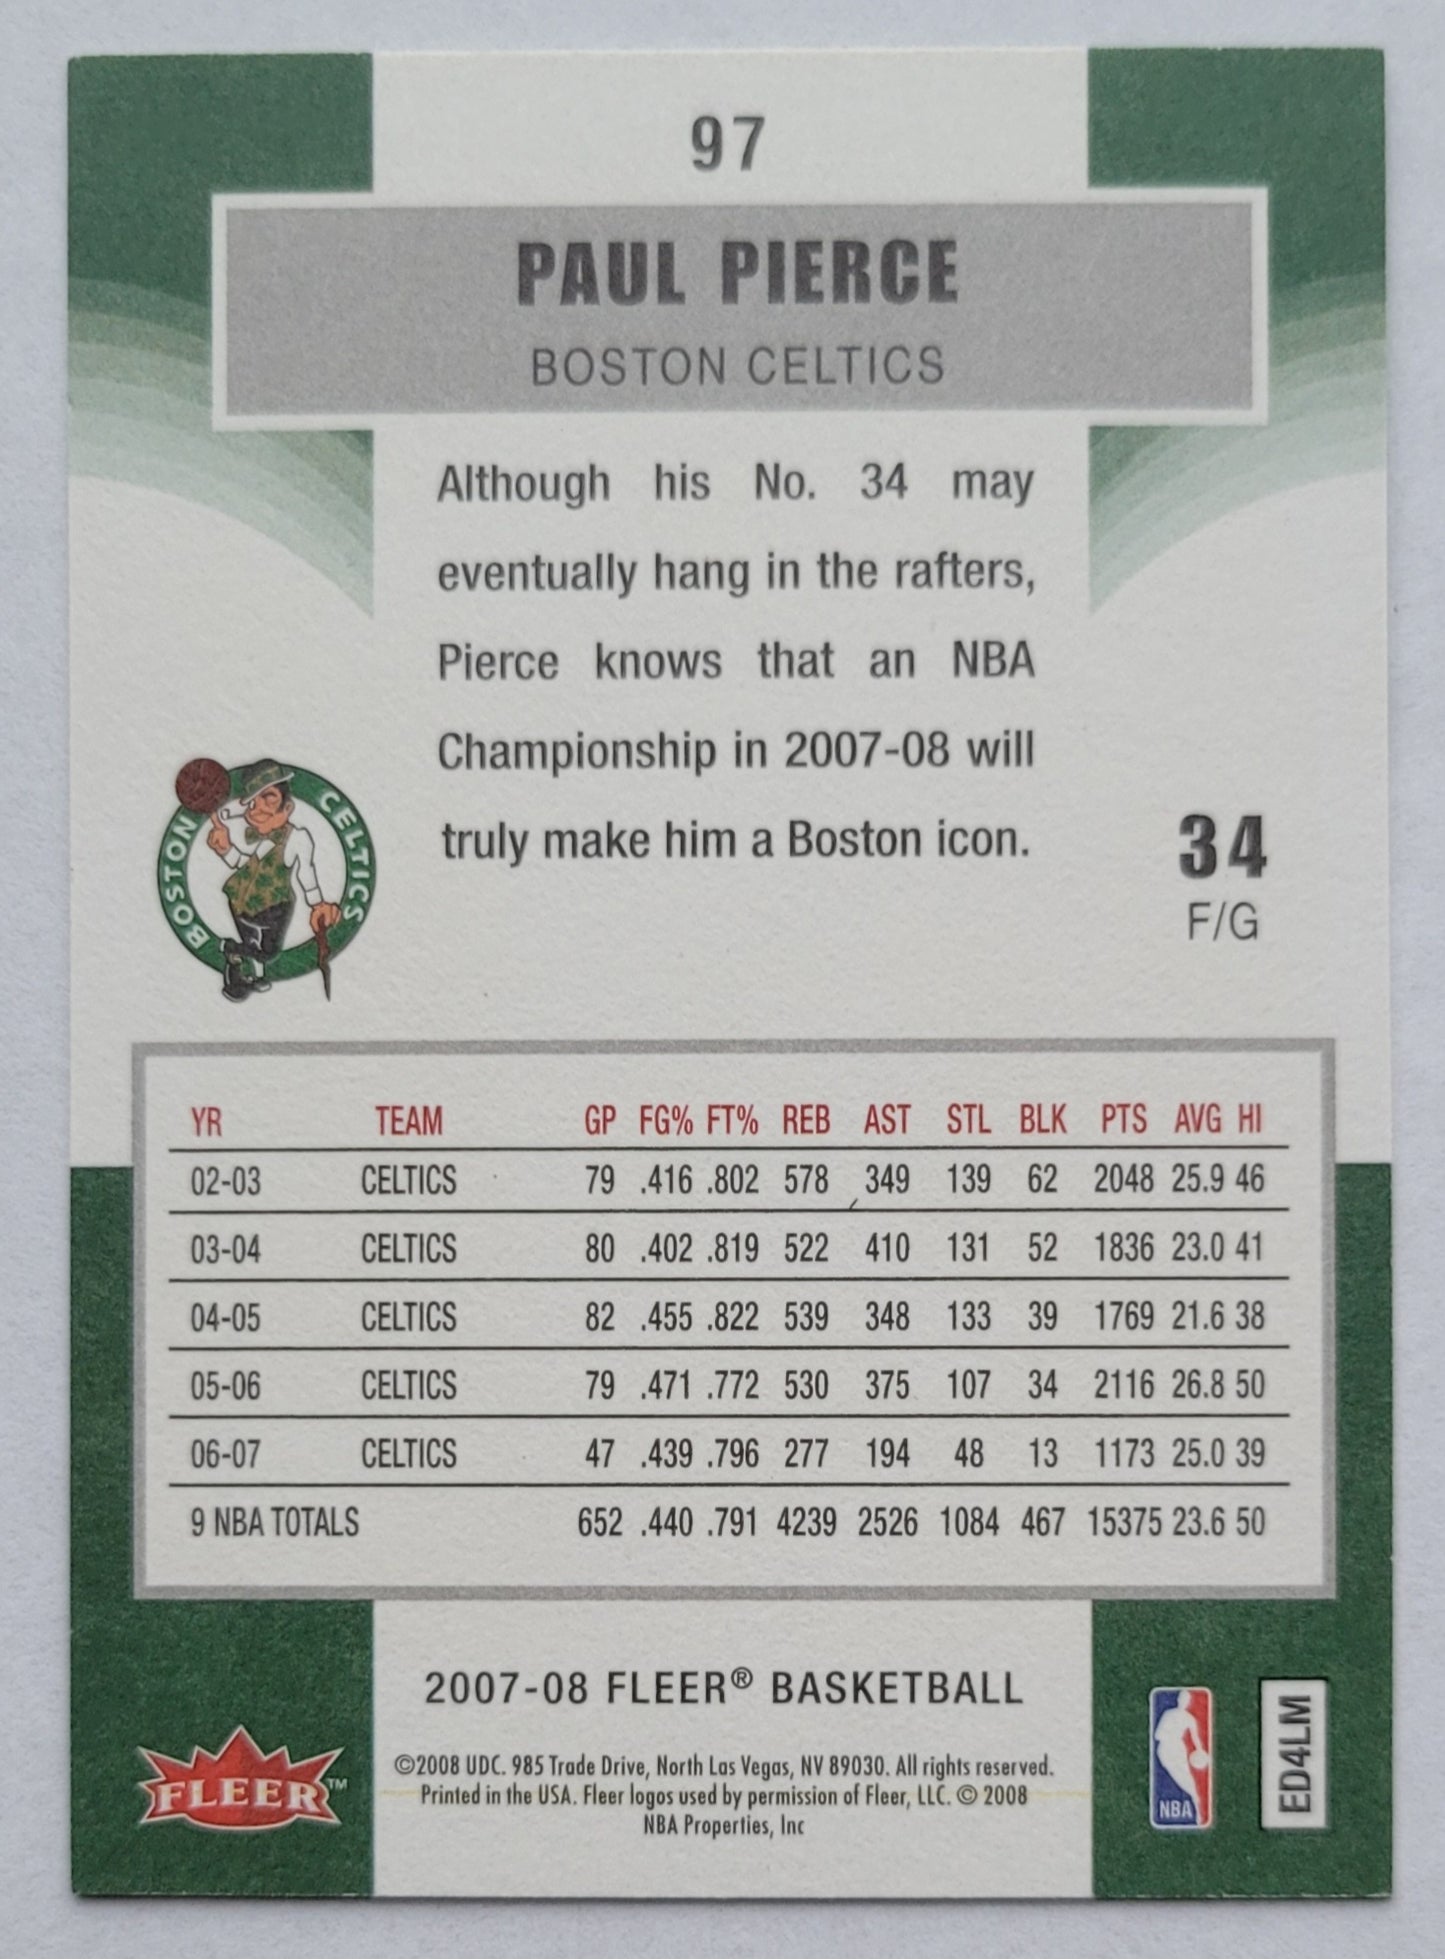 97
PAUL PIERCE
BOSTON CELTICS
Although his No. 34 may
eventually hang in the rafters,
Pierce knows that an NBA
Championship in 2007-08 will
truly make him a Boston icon.
BOSTON CELTICS
34
F/G
YR TEAM GP FG% FT% REB AST STL BLK PTS AVG HI
02-03 CELTICS 79 .416 .802 578 349 139 62 2048 25.9 46
03-04 CELTICS 80 .402 .819 522 410 131 52 1836 23.0 41
04-05 CELTICS 82 .455 .822 539 348 133 39 1769 21.6 38
05-06 CELTICS 79 .471 .772 530 375 107 34 2116 26.8 50
06-07 CELTICS 47 .439 .796 277 194 48 13 1173 25.0 39
9 NBA TOTALS 652 .440 .791 4239 2526 1084 467 15375 23.6 50
2007-08 FLEER® BASKETBALL
FLEER™
©2008 UDC. 985 Trade Drive, North Las Vegas, NV 89030. All rights reserved.
Printed in the USA. Fleer logos used by permission of Fleer, LLC. © 2008
NBA Properties, Inc
NBA
ED4LM